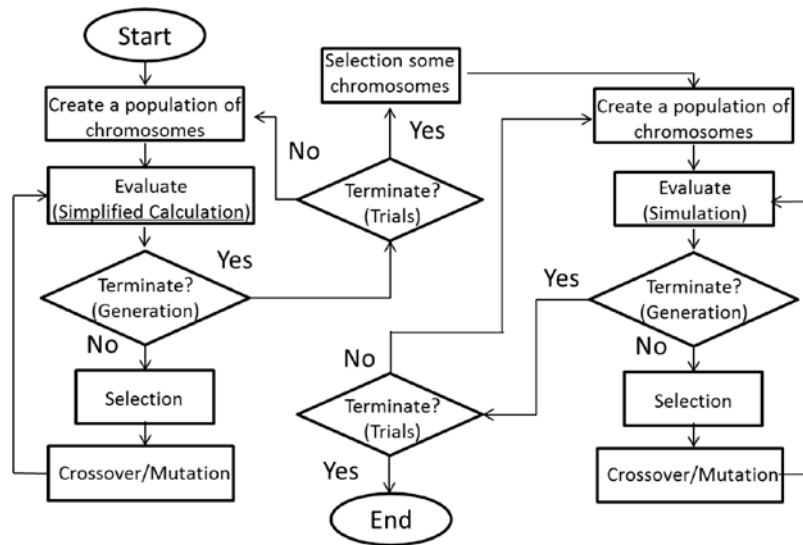 Start
Create a population of
chromosomes
Evaluate
(Simplified Calculation)
Terminate?
(Generation)
Yes
No
Selection
Crossover/Mutation
Selection some
chromosomes
Yes
No
Terminate?
(Trials)
Create a population of
chromosomes
Evaluate
(Simulation)
Terminate?
(Generation)
Yes
No
Selection
Crossover/Mutation
No
Terminate?
(Trials)
Yes
End